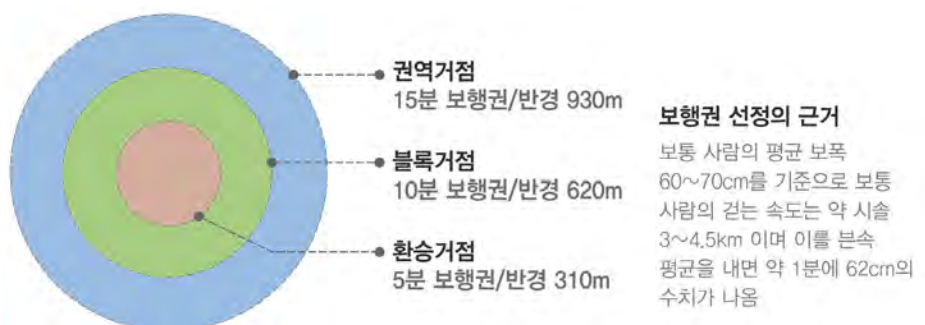 권역거점
15분 보행권/반경 930m
블록거점
10분 보행권/반경 620m
환승거점
5분 보행권/반경 310m
보행권 선정의 근거
보통 사람의 평균 보폭
60~70cm를 기준으로 보통
사람의 걷는 속도는 약 시솔
3~4.5km 이며 이를 분속
평균을 내면 약 1분에 62cm의
수치가 나옴